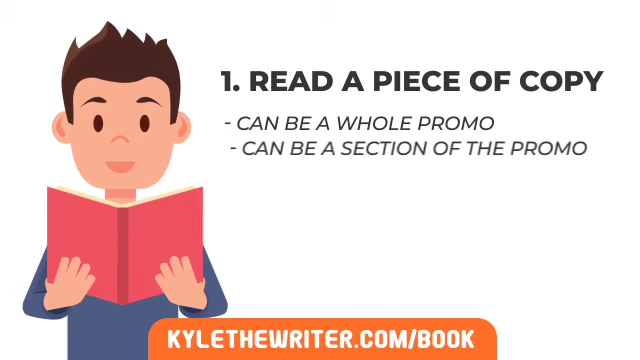 1. READ A PIECE OF COPY
- CAN BE A WHOLE PROMO
- CAN BE A SECTION OF THE PROMO
KYLETHEWRITER.COM/BOOK